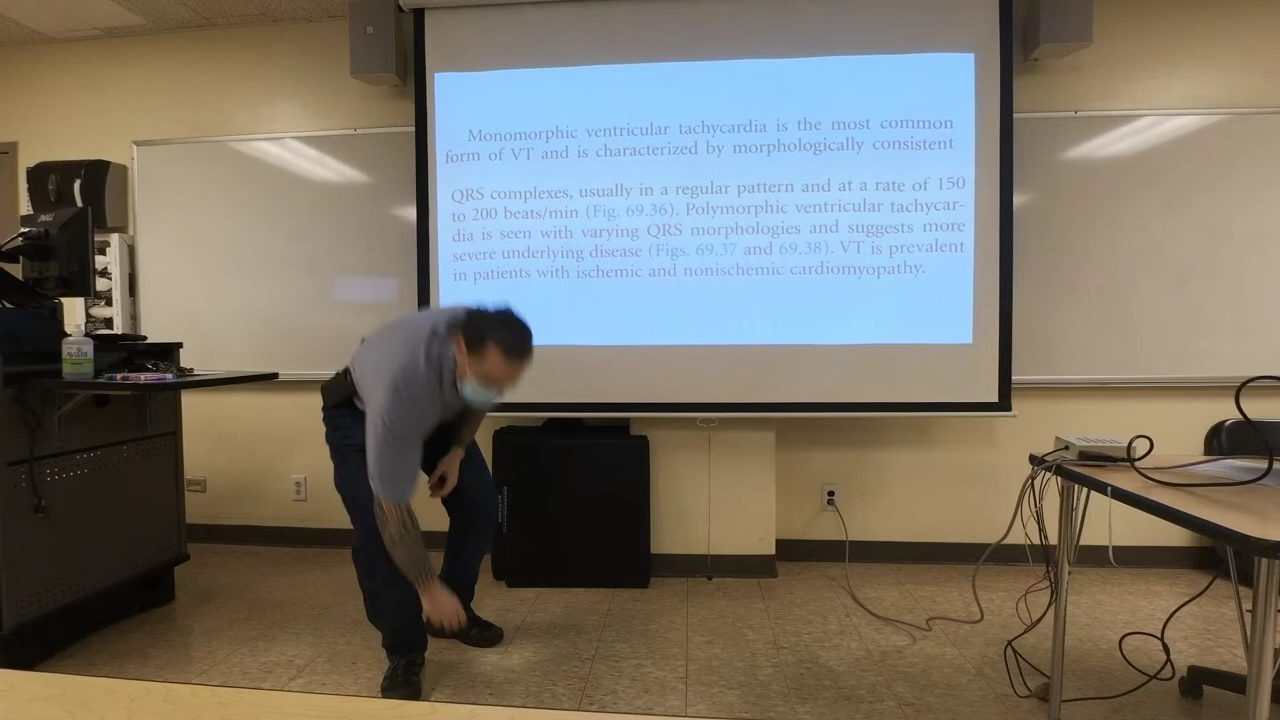 Monomorphic ventricular tachycardia is the most common
form of VT and is characterized by morphologically consistent
QRS complexes, usually in a regular pattern and at a rate of 150
to 200 beats/min (Fig. 69.36). Polymorphic ventricular tachycar-
dia is seen with varying QRS morphologies and suggests more
severe underlying disease (Figs. 69.37 and 69.38). VT is prevalent
in patients with ischemic and nonischemic cardiomyopathy.
DELL